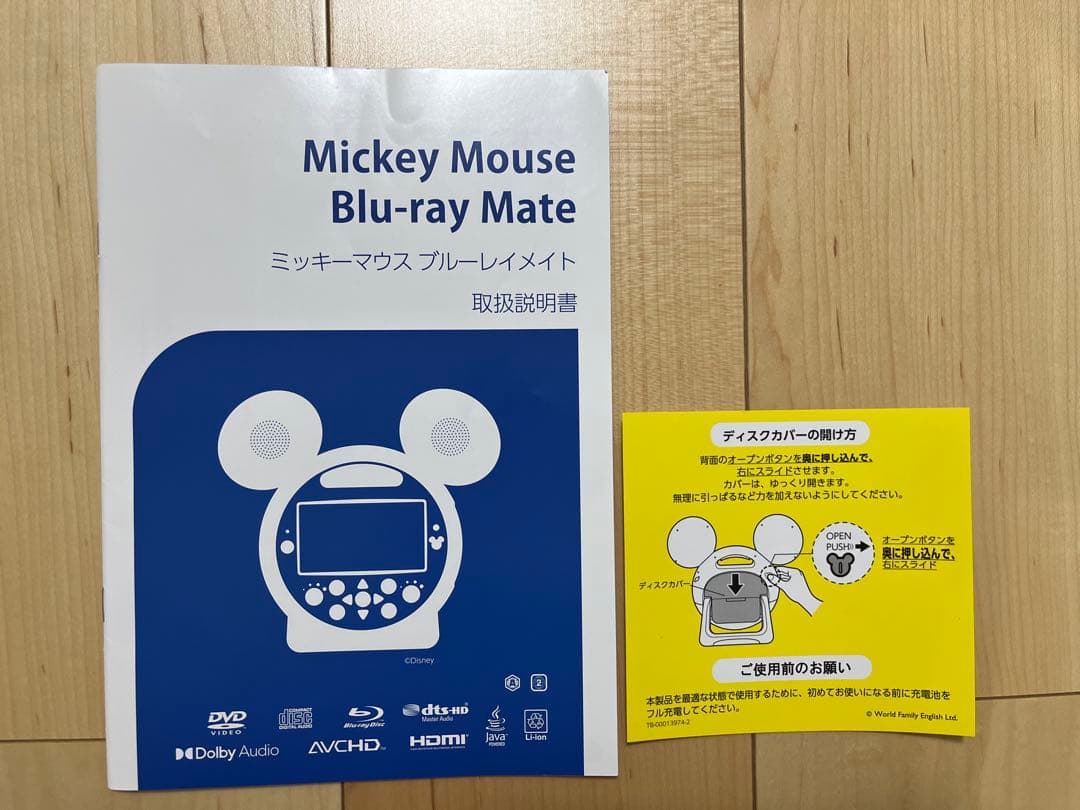 Mickey Mouse
Blu-ray Mate
ミッキーマウス ブルーレイメイト
取扱説明書
©Disney
A
2
DVD
VIDEO
COMPACT
disc
DIGITAL AUDIO
Blu-ray Disc
dts-HD
Master Audio
Java
POWERED
Li-ion
Dolby Audio
AVCHD
HDMI
ディスクカバーの開け方
背面のオープンボタンを奥に押し込んで、
右にスライドさせます。
カバーは、ゆっくり開きます。
無理に引っぱるなど力を加えないようにしてください。
OPEN
PUSH
オープンボタンを
奥に押し込んで、
右にスライド
ディスクカバー
ご使用前のお願い
本製品を最適な状態で使用するために、初めてお使いになる前に充電池を
フル充電してください。
TB-00013974-2
© World Family English Ltd.